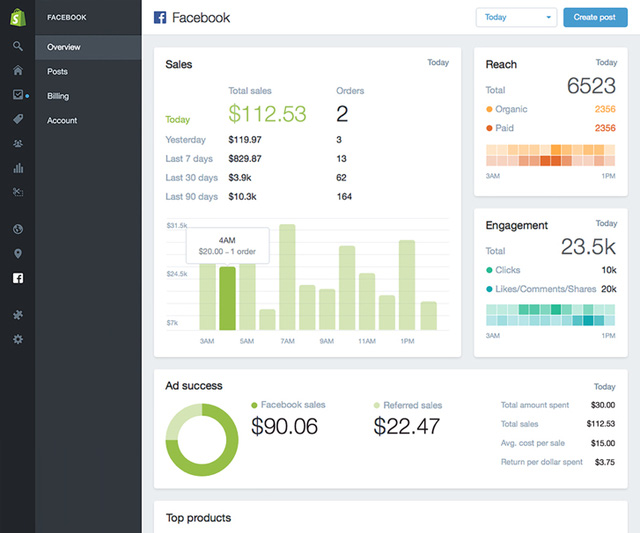 FACEBOOK
Overview
Posts
Billing
Account
Facebook
Today
Create post
Sales
Today
Total sales Orders
Today $112.53 2
Yesterday $119.97 3
Last 7 days $829.87 13
Last 30 days $3.9k 62
Last 90 days $10.3k 164
$31.5k
4AM
$20.00 – 1 order
$24.5k
$7k
3AM 5AM 7AM 9AM 11AM 1PM
Reach
Today
Total 6523
Organic 2356
Paid 2356
3AM 1PM
Engagement
Today
Total 23.5k
Clicks 10k
Likes/Comments/Shares 20k
3AM 1PM
Ad success
Today
Facebook sales
$90.06
Referred sales
$22.47
Total amount spent $30.00
Total sales $112.53
Avg. cost per sale $15.00
Return per dollar spent $3.75
Top products